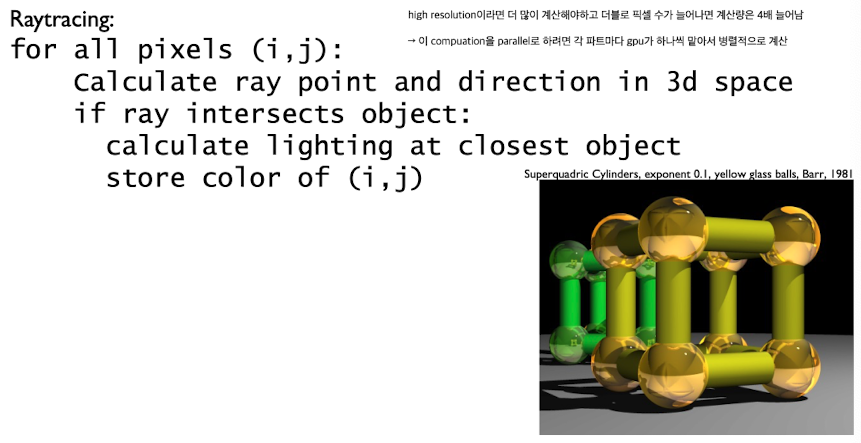 Raytracing:
for all pixels (i,j):
Calculate ray point and direction in 3d space
if ray intersects object:
calculate lighting at closest object
store color of (i,j)
high resolution이라면 더 많이 계산해야하고 더블로 픽셀 수가 늘어나면 계산량은 4배 늘어남
→ 이 compuation을 parallel로 하려면 각 파트마다 gpu가 하나씩 맡아서 병렬적으로 계산
Superquadric Cylinders, exponent 0.1, yellow glass balls, Barr, 1981